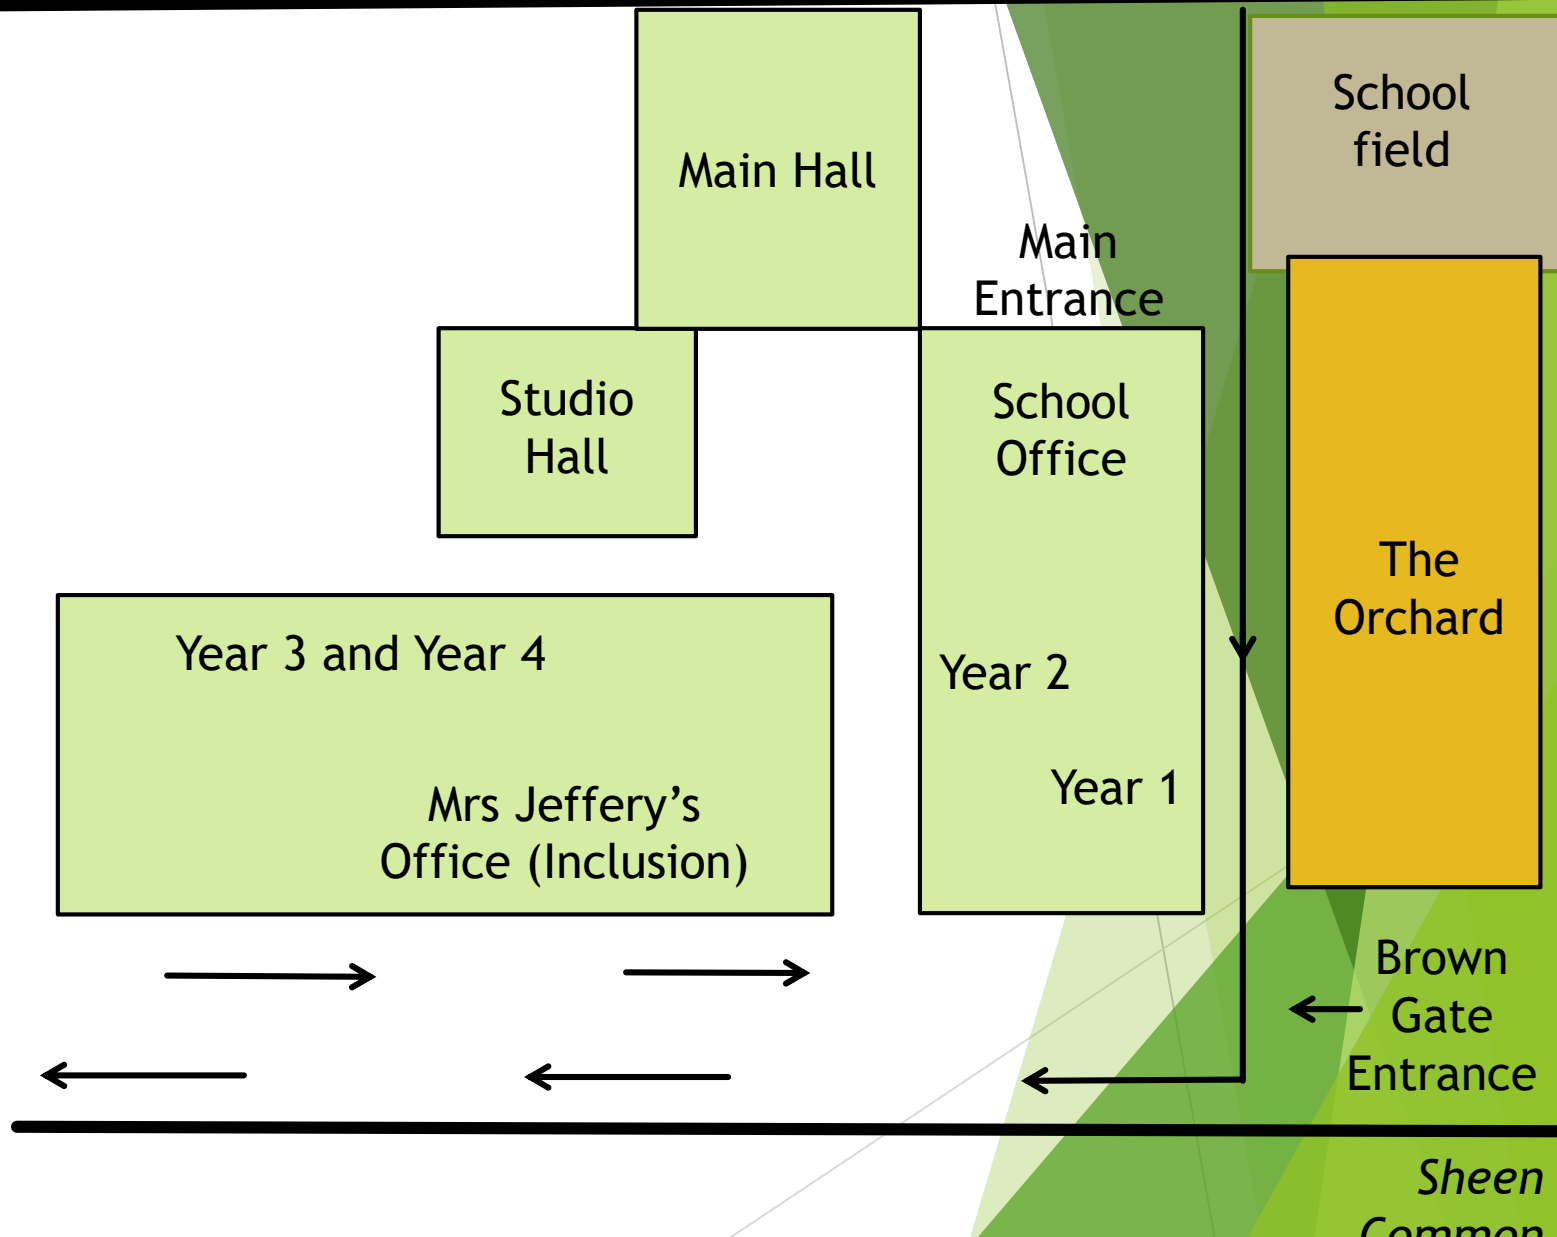 School
field
Main Hall
Main
Entrance
Studio
Hall
School
Office
The
Orchard
Year 3 and Year 4
Year 2
Year 1
Mrs Jeffery’s
Office (Inclusion)
Brown
Gate
Entrance
Sheen
Common